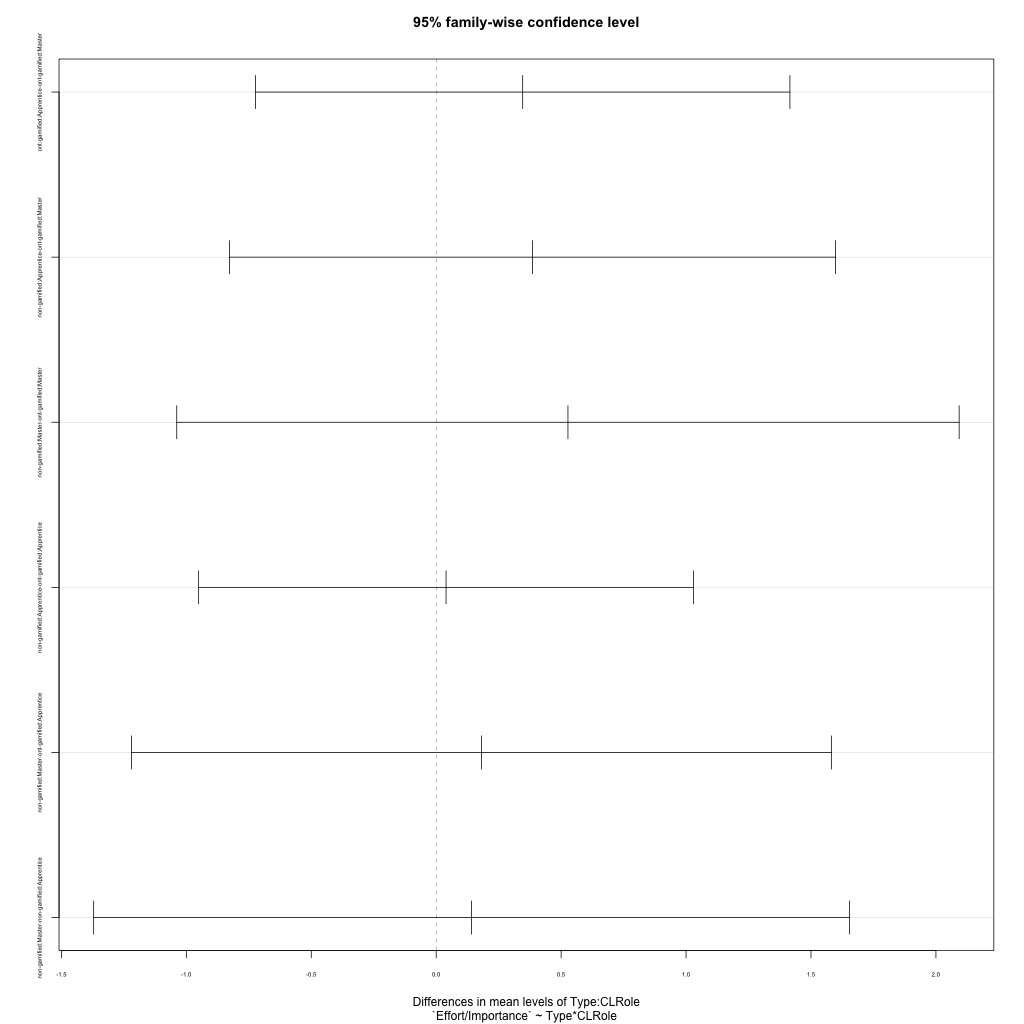 95% family-wise confidence level
ont-gamified:Apprentice-ont-gamified:Master
non-gamified:Apprentice-ont-gamified:Master
non-gamified:Master-ont-gamified:Master
non-gamified:Apprentice-ont-gamified:Apprentice
non-gamified:Master-ont-gamified:Apprentice
non-gamified:Master-non-gamified:Apprentice
-1.5 -1.0 -0.5 0.0 0.5 1.0 1.5 2.0
Differences in mean levels of Type:CLRole
`Effort/Importance` ~ Type*CLRole